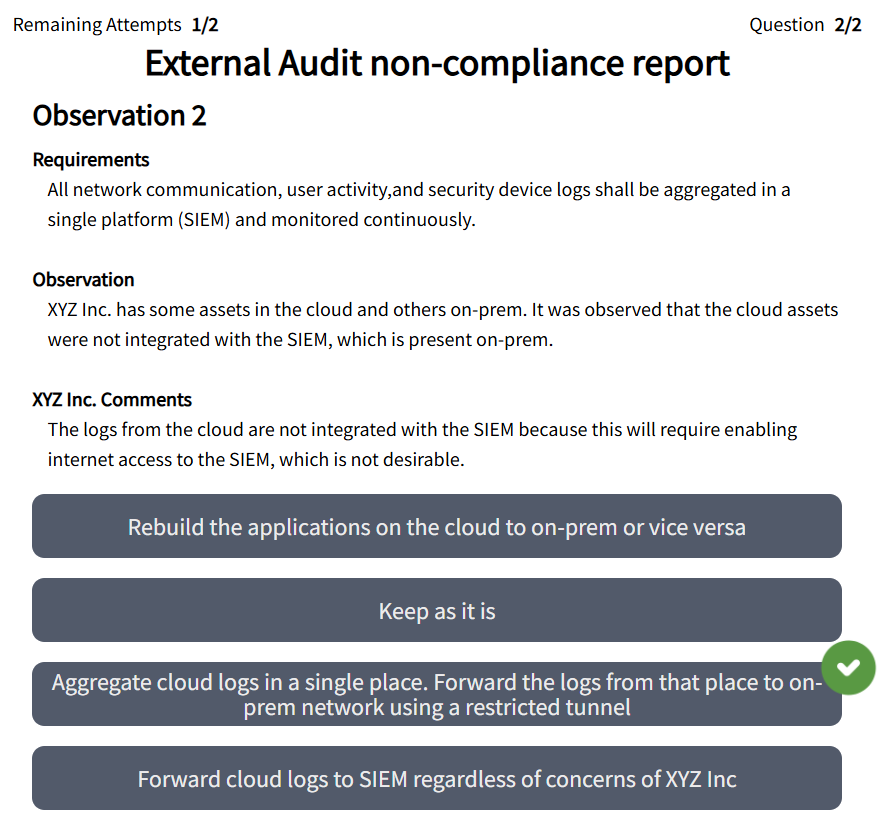 Remaining Attempts 1/2
Question 2/2
External Audit non-compliance report
Observation 2
Requirements
All network communication, user activity,and security device logs shall be aggregated in a
single platform (SIEM) and monitored continuously.
Observation
XYZ Inc. has some assets in the cloud and others on-prem. It was observed that the cloud assets
were not integrated with the SIEM, which is present on-prem.
XYZ Inc. Comments
The logs from the cloud are not integrated with the SIEM because this will require enabling
internet access to the SIEM, which is not desirable.
Rebuild the applications on the cloud to on-prem or vice versa
Keep as it is
Aggregate cloud logs in a single place. Forward the logs from that place to on-
prem network using a restricted tunnel
Forward cloud logs to SIEM regardless of concerns of XYZ Inc